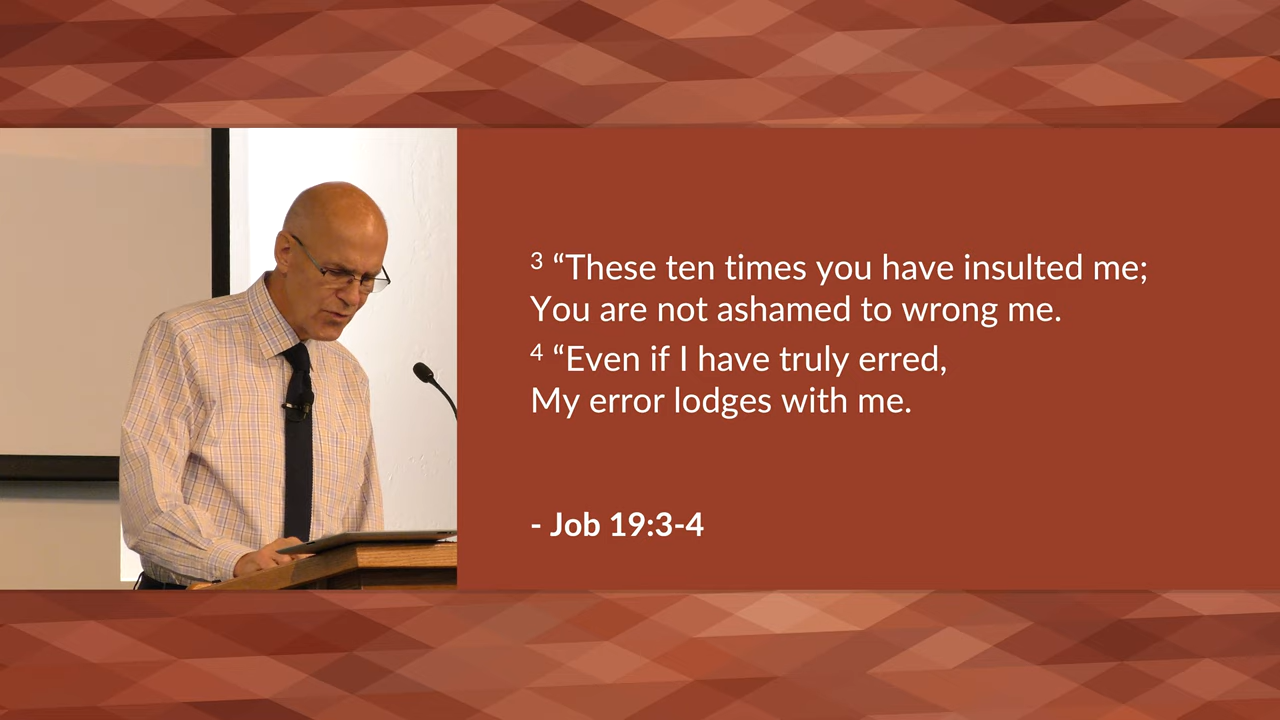 3 “These ten times you have insulted me;
You are not ashamed to wrong me.
4 “Even if I have truly erred,
My error lodges with me.
- Job 19:3-4